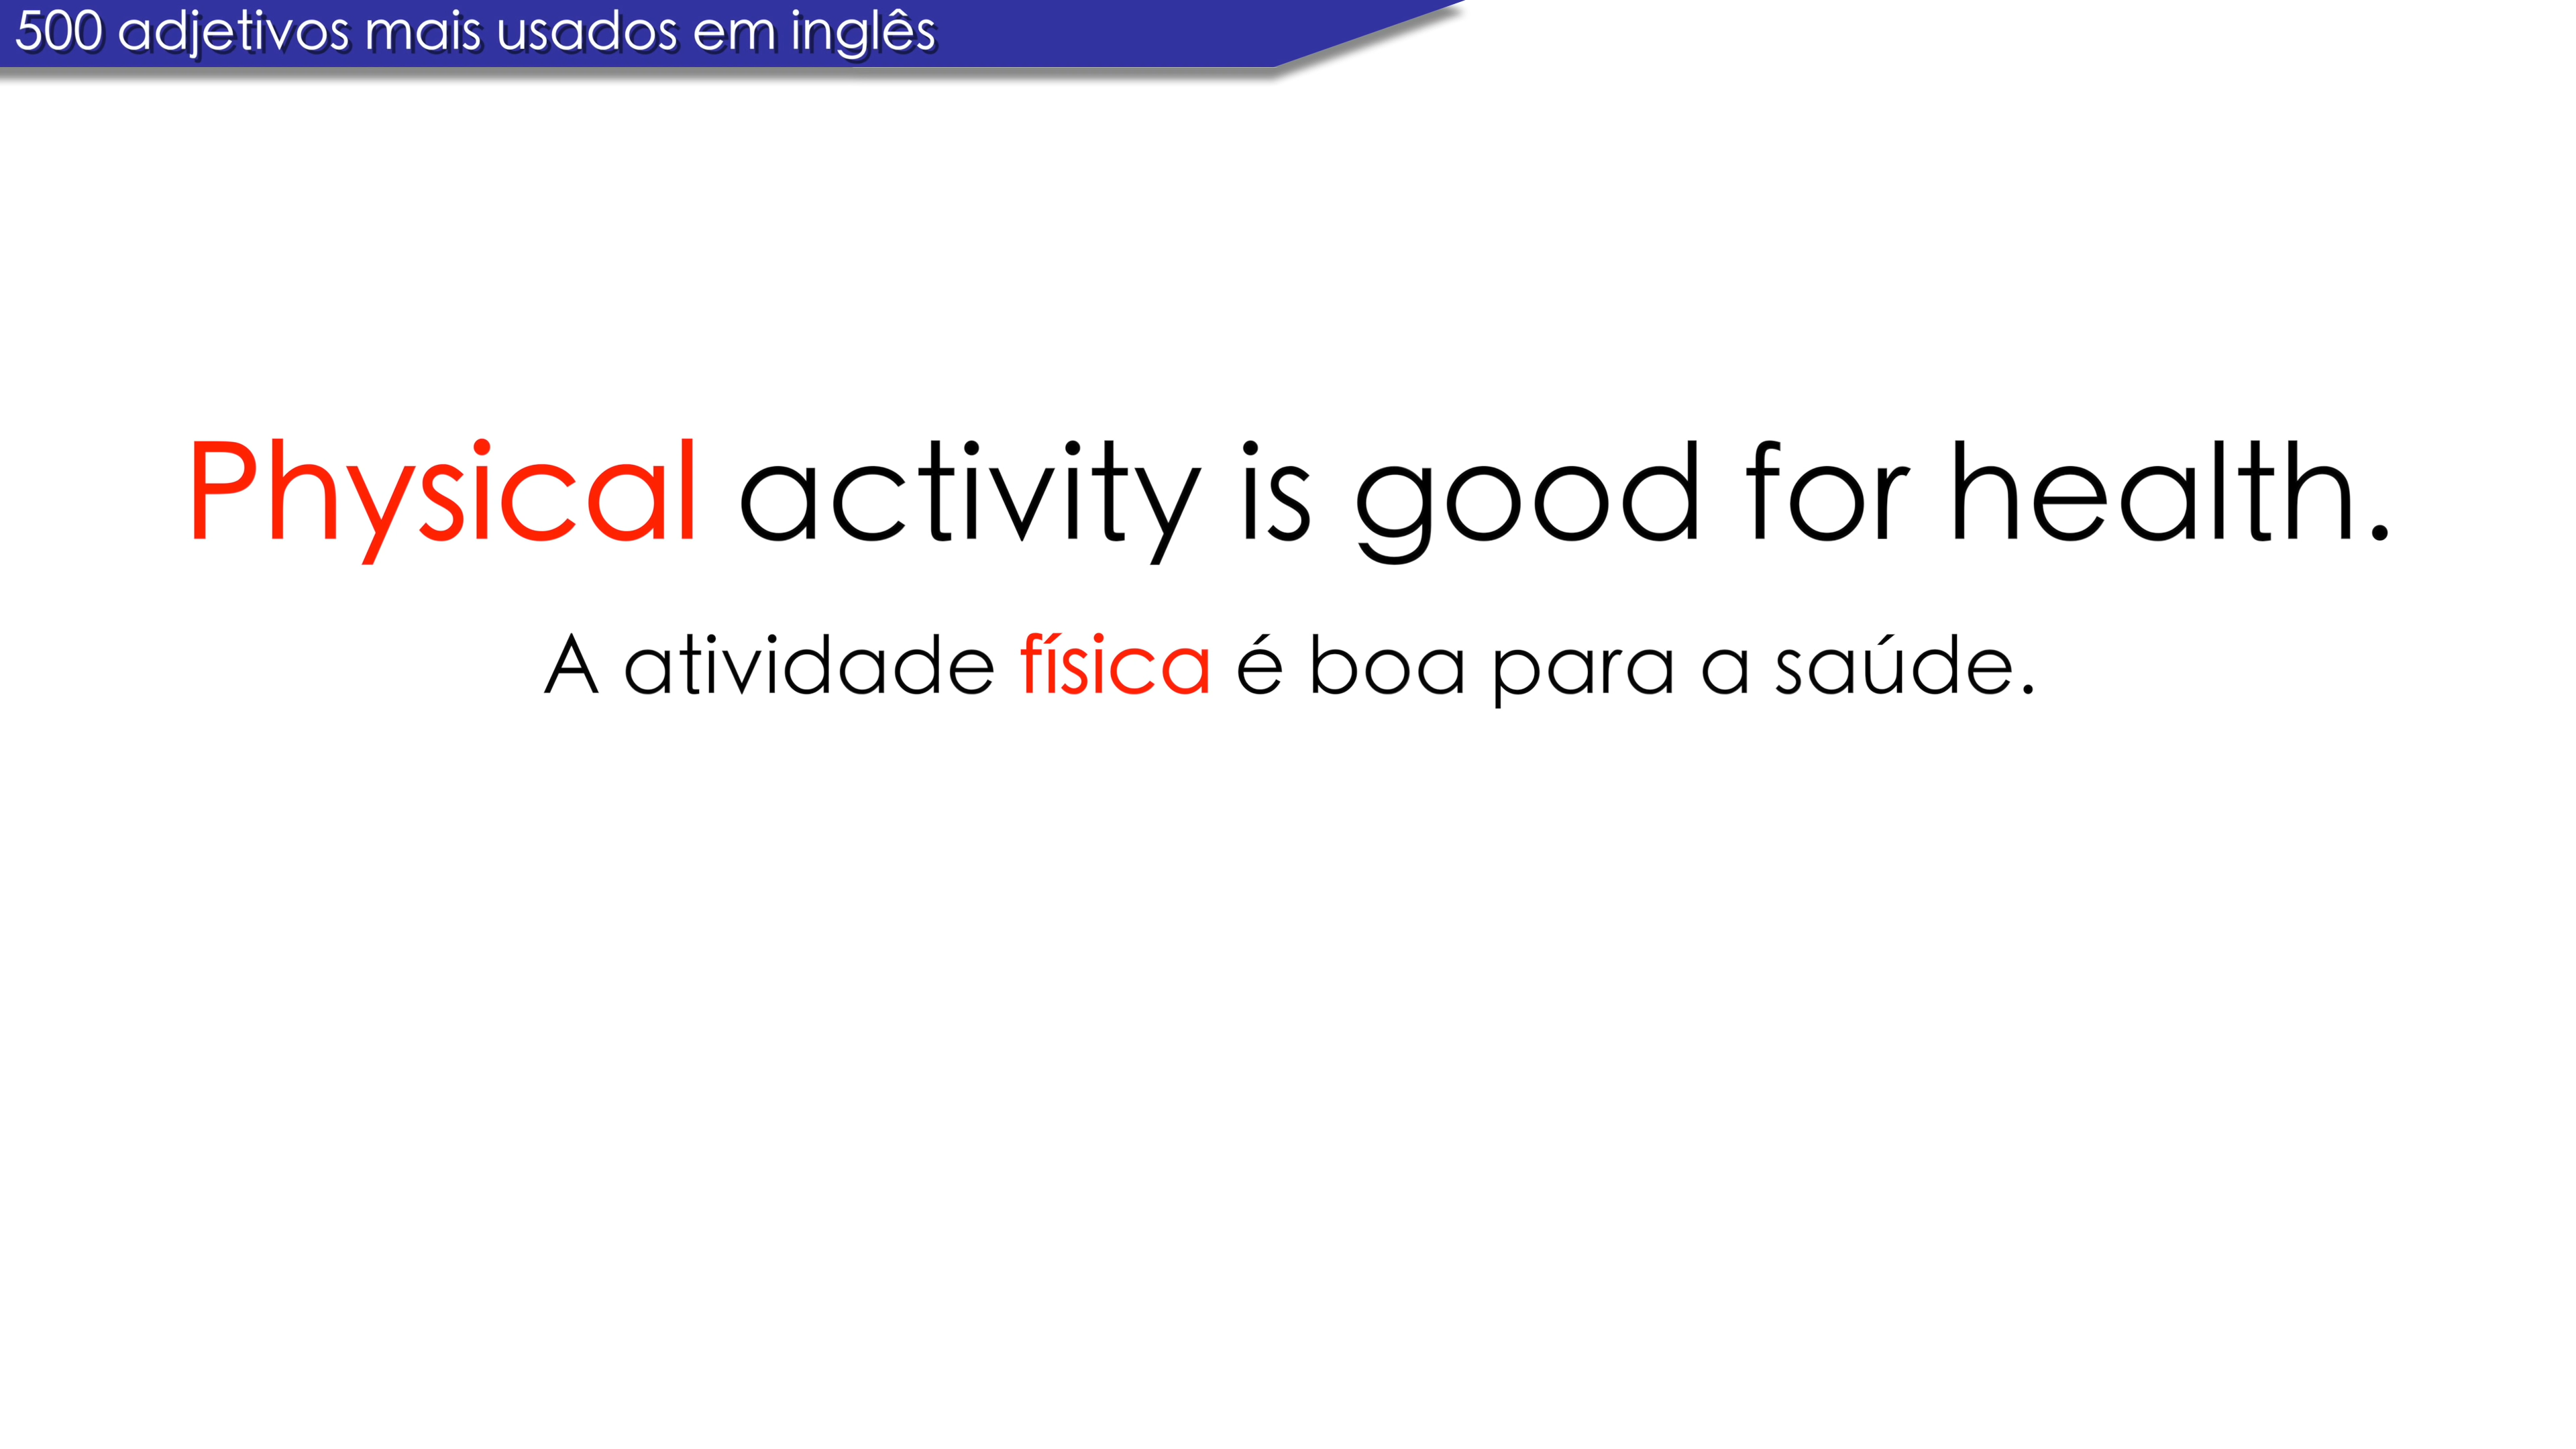 500 adjetivos mais usados em inglês
Physical activity is good for health.
A atividade física é boa para a saúde.